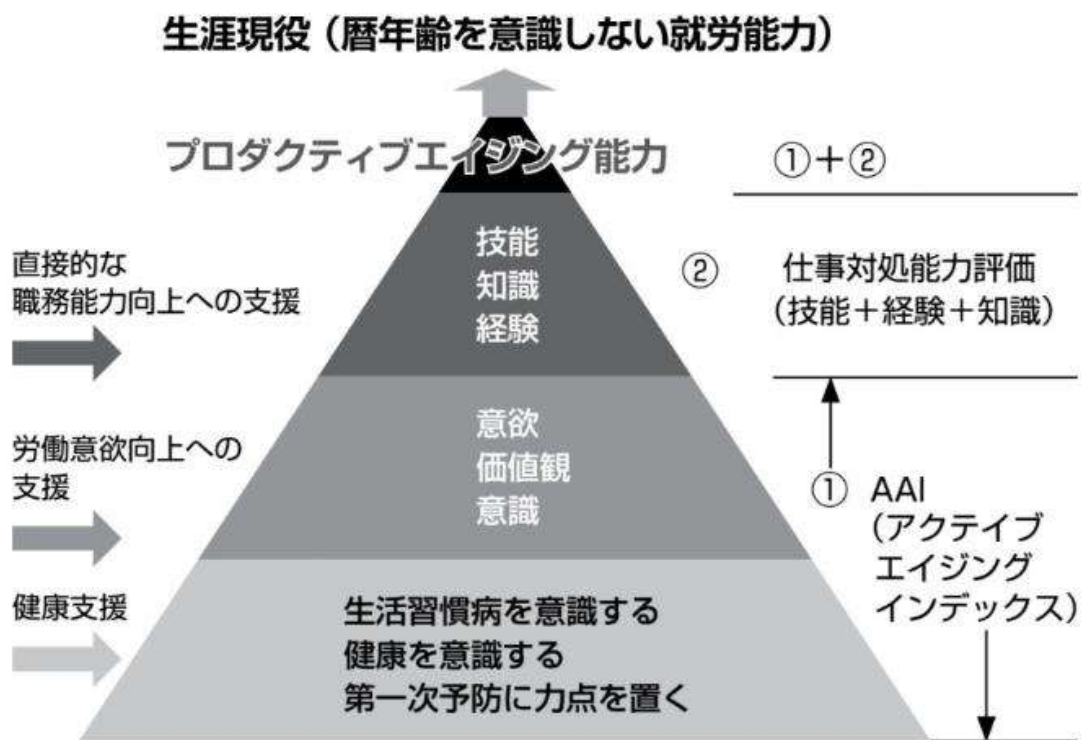 生涯現役（暦年齢を意識しない就労能力）
プロダクティブエイジング能力
①＋②
直接的な
職務能力向上への支援
技能
知識
経験
②
仕事対処能力評価
（技能＋経験＋知識）
労働意欲向上への
支援
意欲
価値観
意識
① AAI
（アクテイブ
エイジング
インデックス）
健康支援
生活習慣病を意識する
健康を意識する
第一次予防に力点を置く